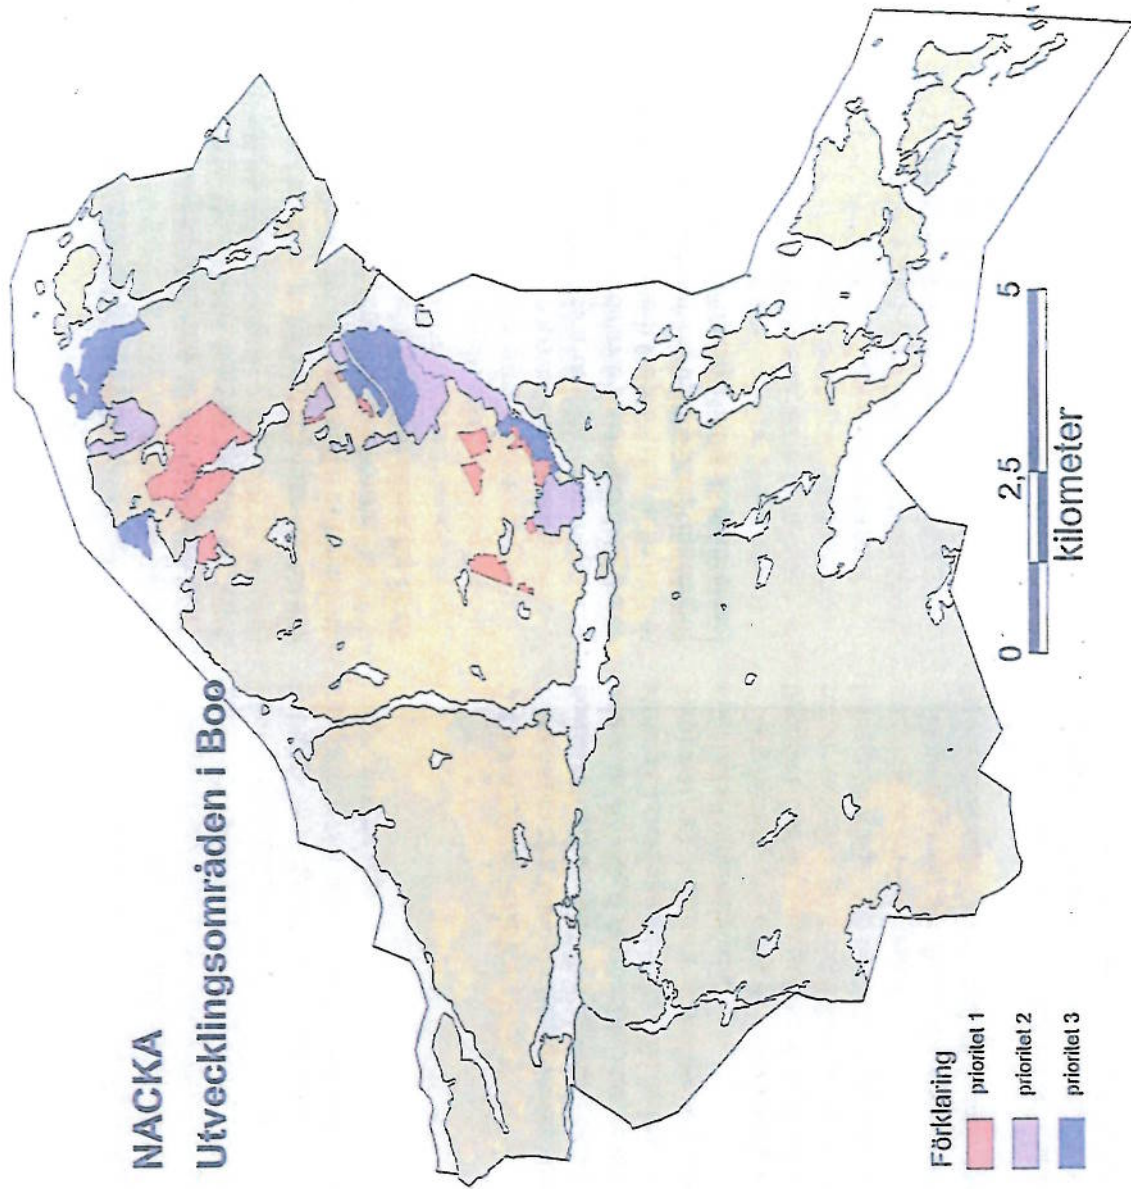 NACKA
Utvecklingsområden i Boo
Förklaring
prioritet 1
prioritet 2
prioritet 3
0 2,5 5
kilometer